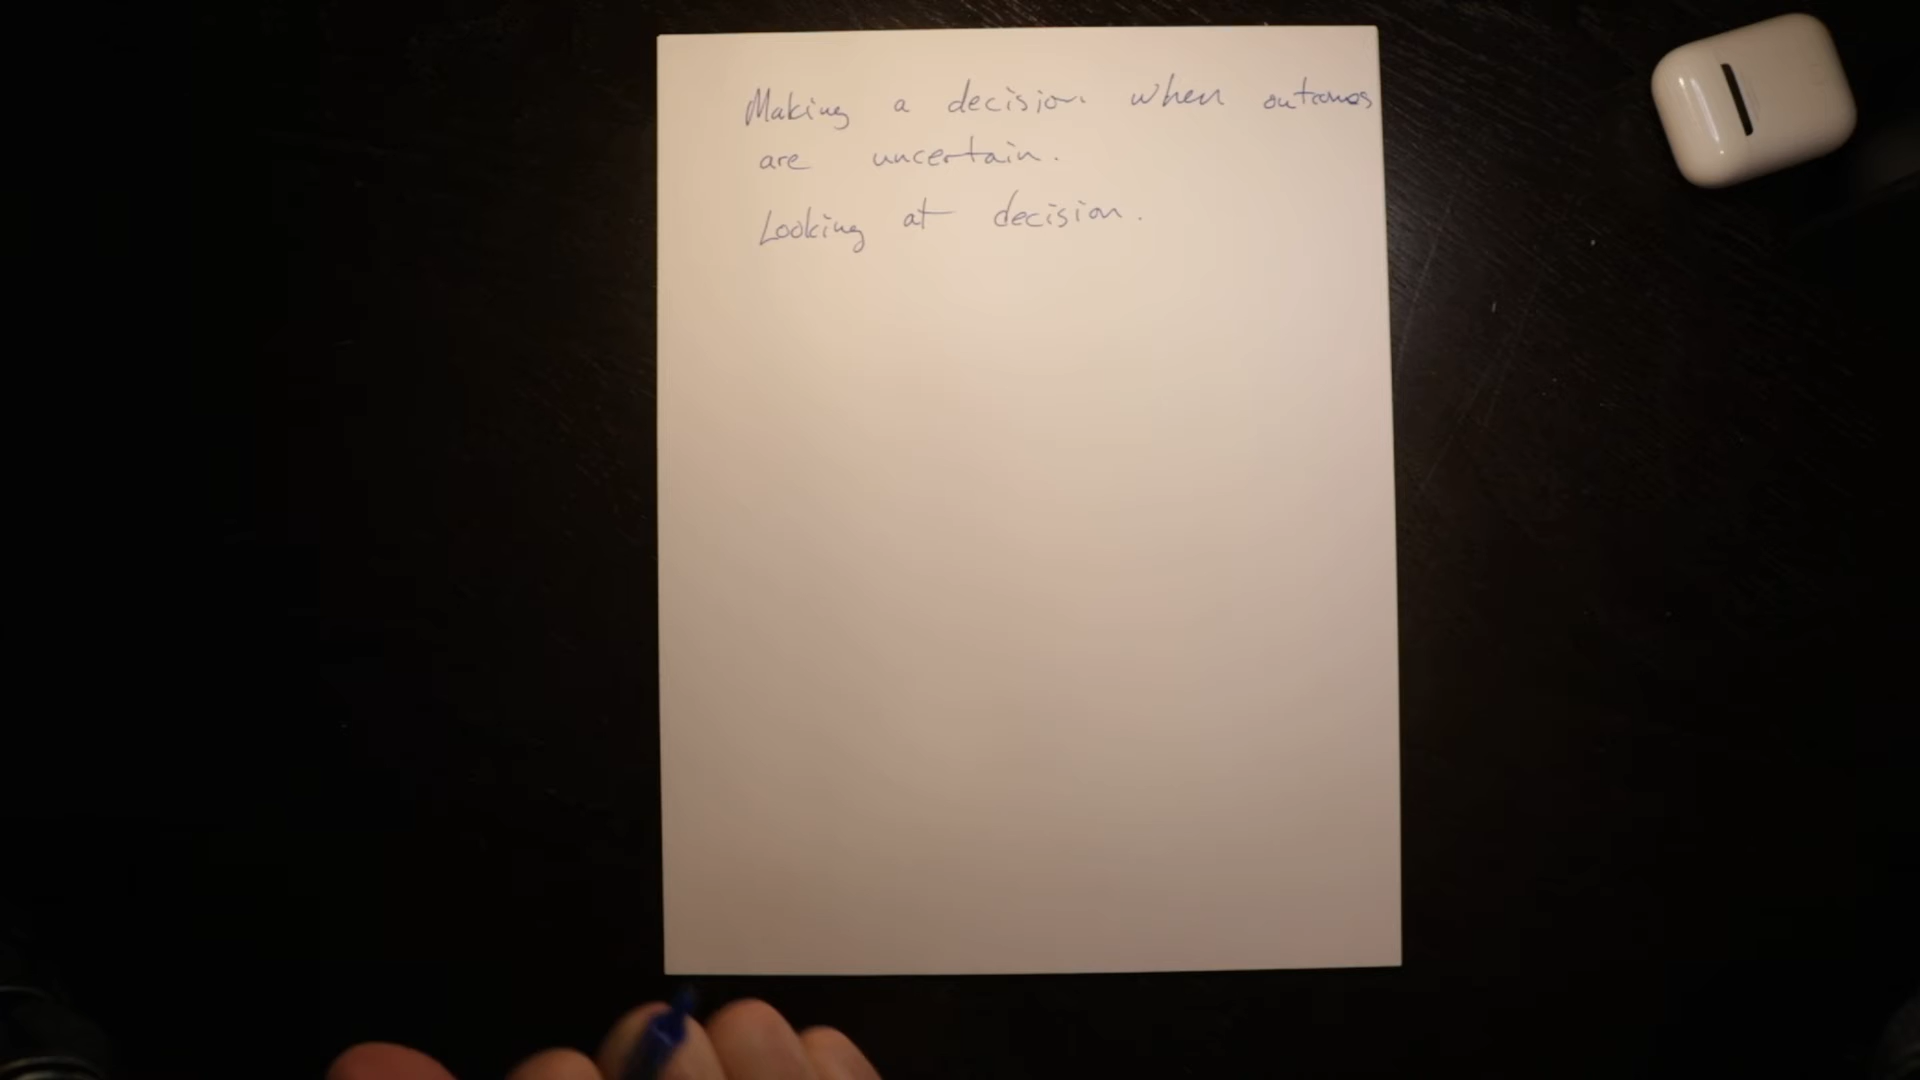 Making a decision when outcomes
are uncertain.
Looking at decision.